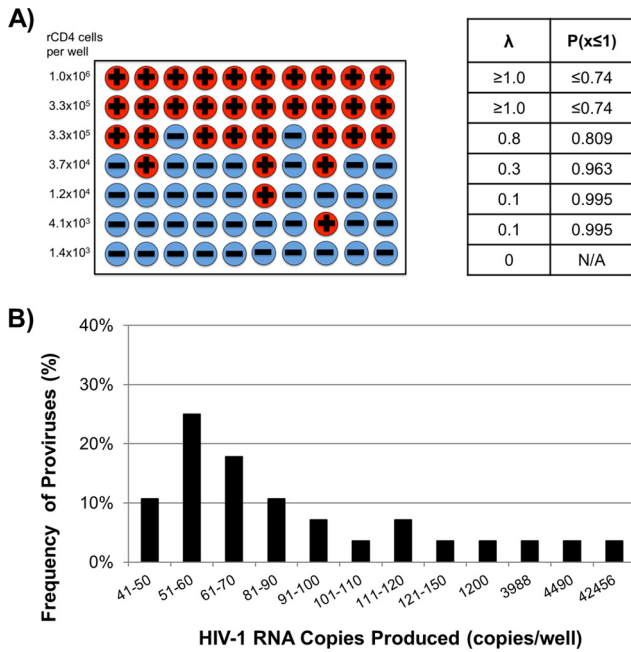 A)
rCD4 cells
per well
λ P(x≤1)
1.0x10⁶ ≥1.0 ≤0.74
3.3x10⁵ ≥1.0 ≤0.74
3.3x10⁵ 0.8 0.809
3.7x10⁴ 0.3 0.963
1.2x10⁴ 0.1 0.995
4.1x10³ 0.1 0.995
1.4x10³ 0 N/A
B)
Frequency of Proviruses (%)
40%
30%
20%
10%
0%
41-50 51-60 61-70 81-90 91-100 101-110 111-120 121-150 1200 3988 4490 42456
HIV-1 RNA Copies Produced (copies/well)